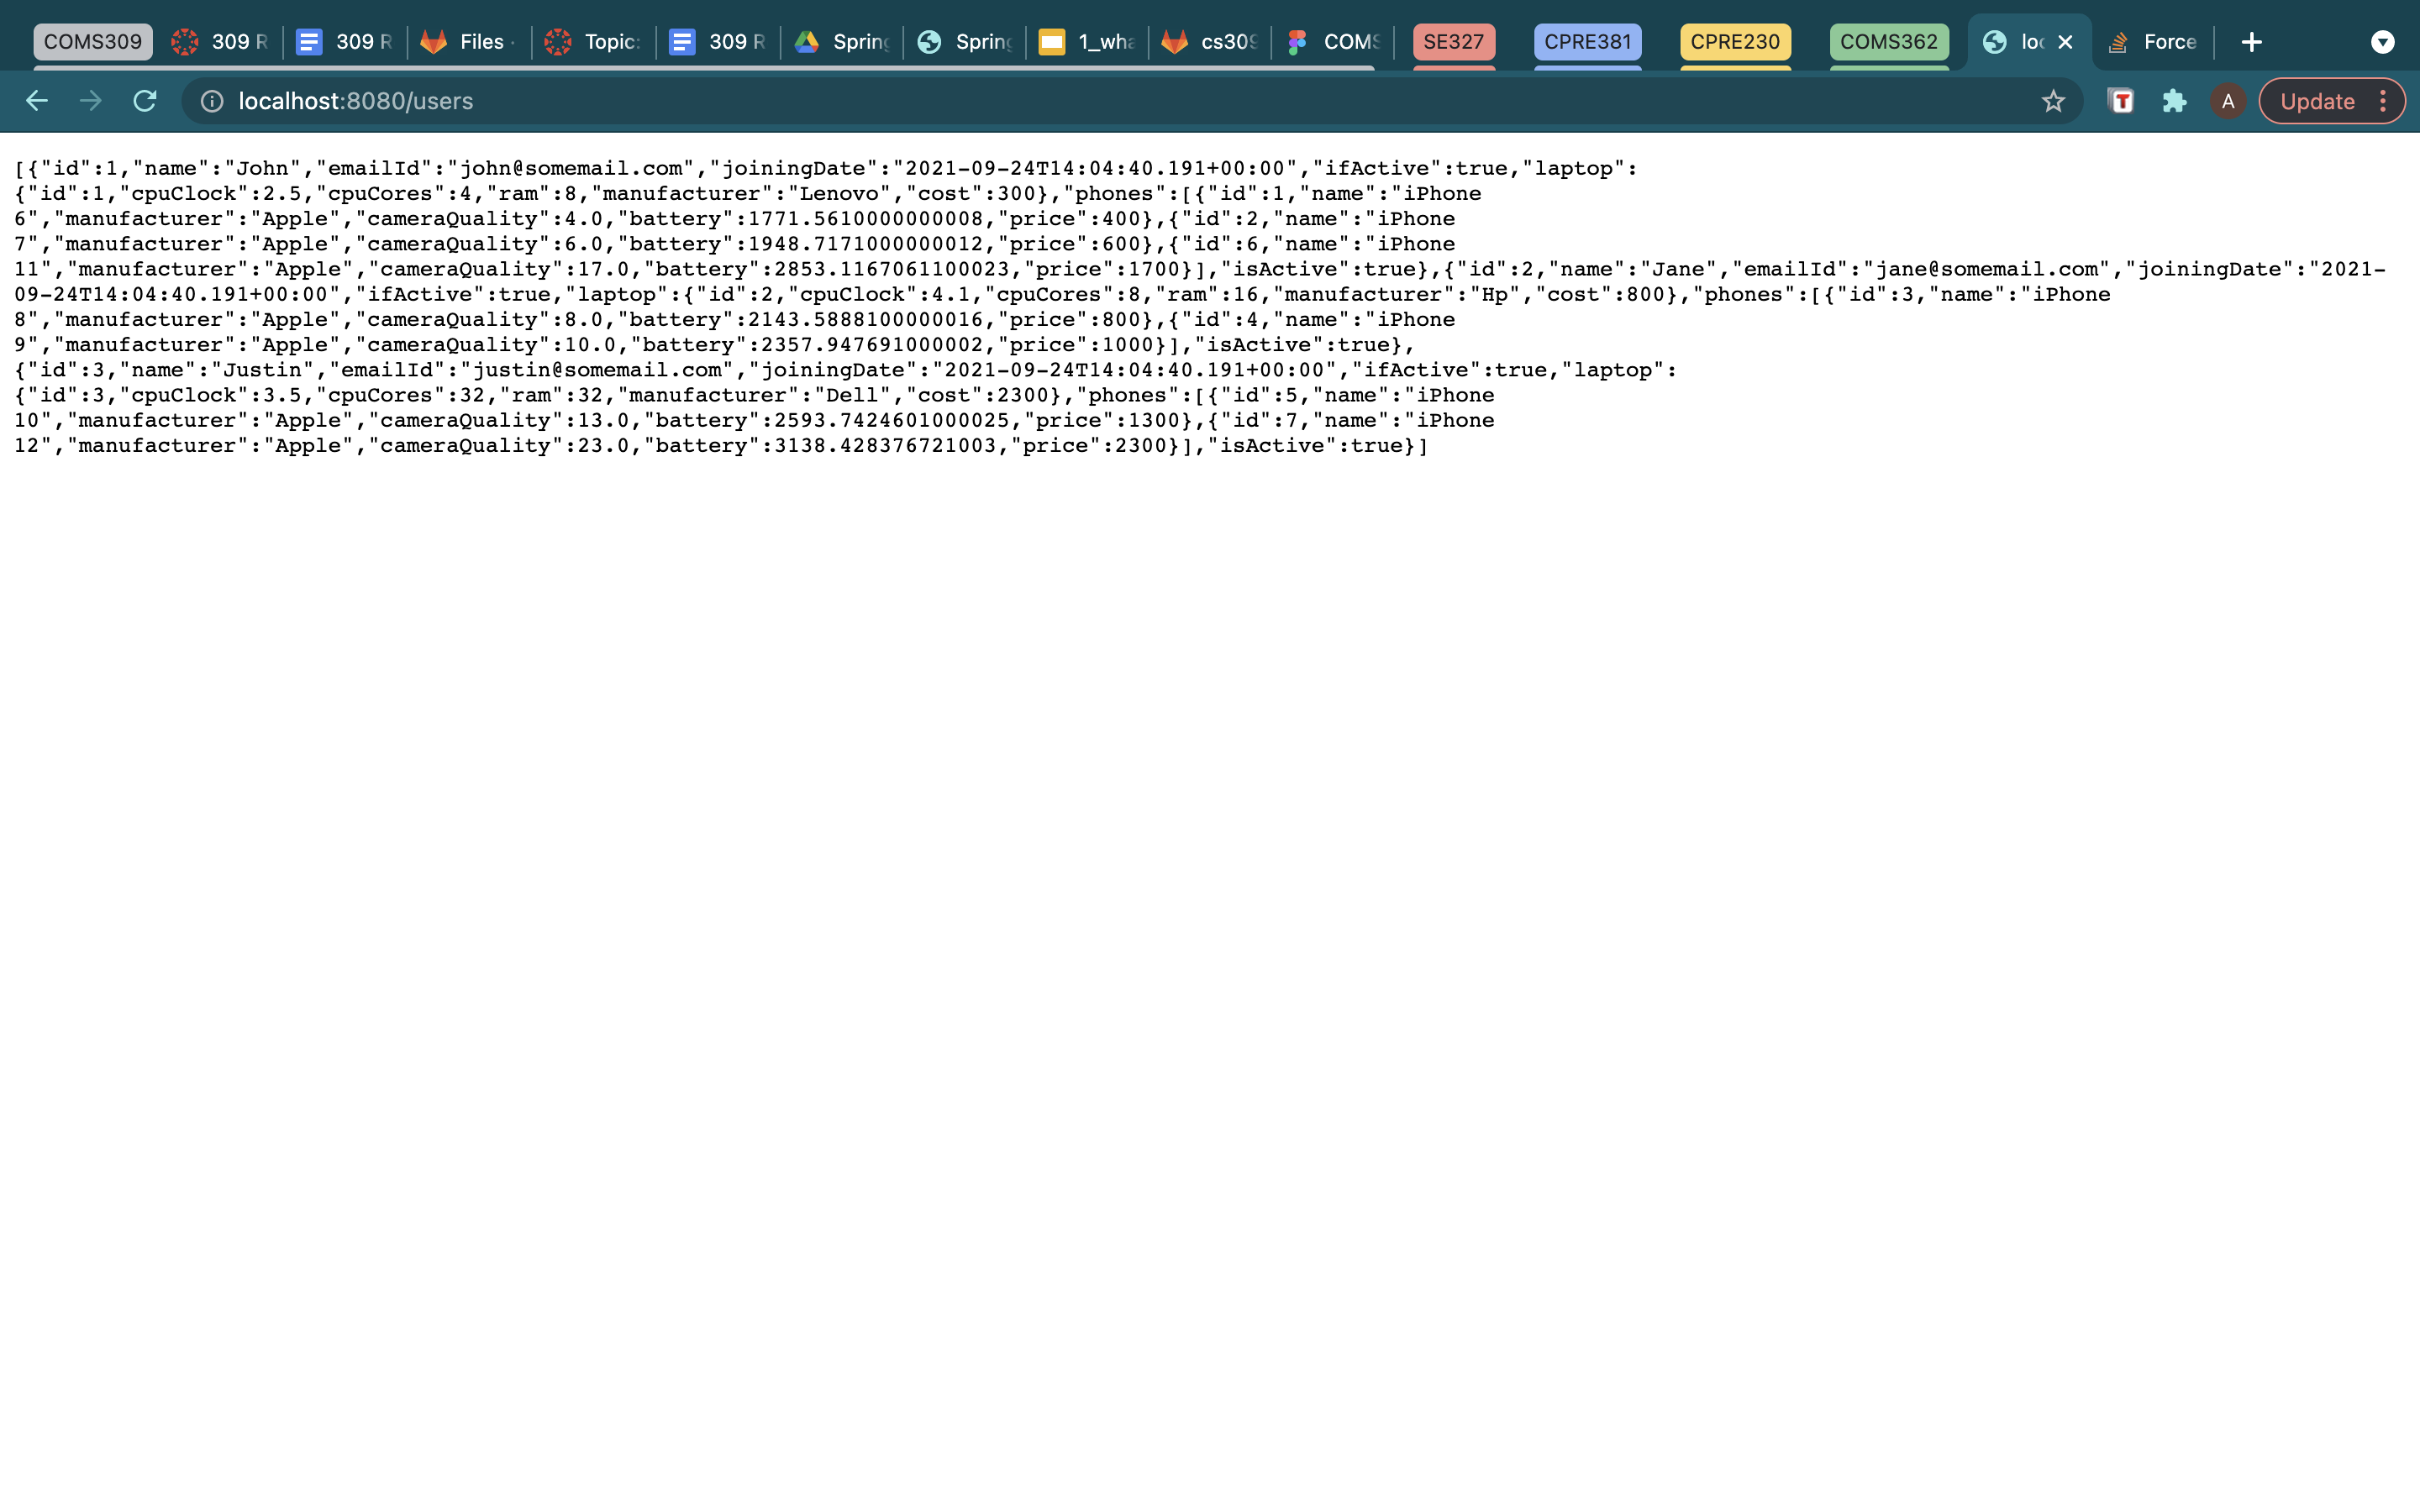 COMS309 309 R 309 R Files Topic: 309 R Spring Spring 1_wha cs309 COMS SE327 CPRE381 CPRE230 COMS362 loc Force
localhost:8080/users A Update
[{"id":1,"name":"John","emailId":"john@somemail.com","joiningDate":"2021-09-24T14:04:40.191+00:00","ifActive":true,"laptop":
{"id":1,"cpuClock":2.5,"cpuCores":4,"ram":8,"manufacturer":"Lenovo","cost":300},"phones":[{"id":1,"name":"iPhone
6","manufacturer":"Apple","cameraQuality":4.0,"battery":1771.5610000000008,"price":400},{"id":2,"name":"iPhone
7","manufacturer":"Apple","cameraQuality":6.0,"battery":1948.7171000000012,"price":600},{"id":6,"name":"iPhone
11","manufacturer":"Apple","cameraQuality":17.0,"battery":2853.1167061100023,"price":1700}],"isActive":true},{"id":2,"name":"Jane","emailId":"jane@somemail.com","joiningDate":"2021-
09-24T14:04:40.191+00:00","ifActive":true,"laptop":{"id":2,"cpuClock":4.1,"cpuCores":8,"ram":16,"manufacturer":"Hp","cost":800},"phones":[{"id":3,"name":"iPhone
8","manufacturer":"Apple","cameraQuality":8.0,"battery":2143.5888100000016,"price":800},{"id":4,"name":"iPhone
9","manufacturer":"Apple","cameraQuality":10.0,"battery":2357.947691000002,"price":1000}],"isActive":true},
{"id":3,"name":"Justin","emailId":"justin@somemail.com","joiningDate":"2021-09-24T14:04:40.191+00:00","ifActive":true,"laptop":
{"id":3,"cpuClock":3.5,"cpuCores":32,"ram":32,"manufacturer":"Dell","cost":2300},"phones":[{"id":5,"name":"iPhone
10","manufacturer":"Apple","cameraQuality":13.0,"battery":2593.7424601000025,"price":1300},{"id":7,"name":"iPhone
12","manufacturer":"Apple","cameraQuality":23.0,"battery":3138.428376721003,"price":2300}],"isActive":true}]